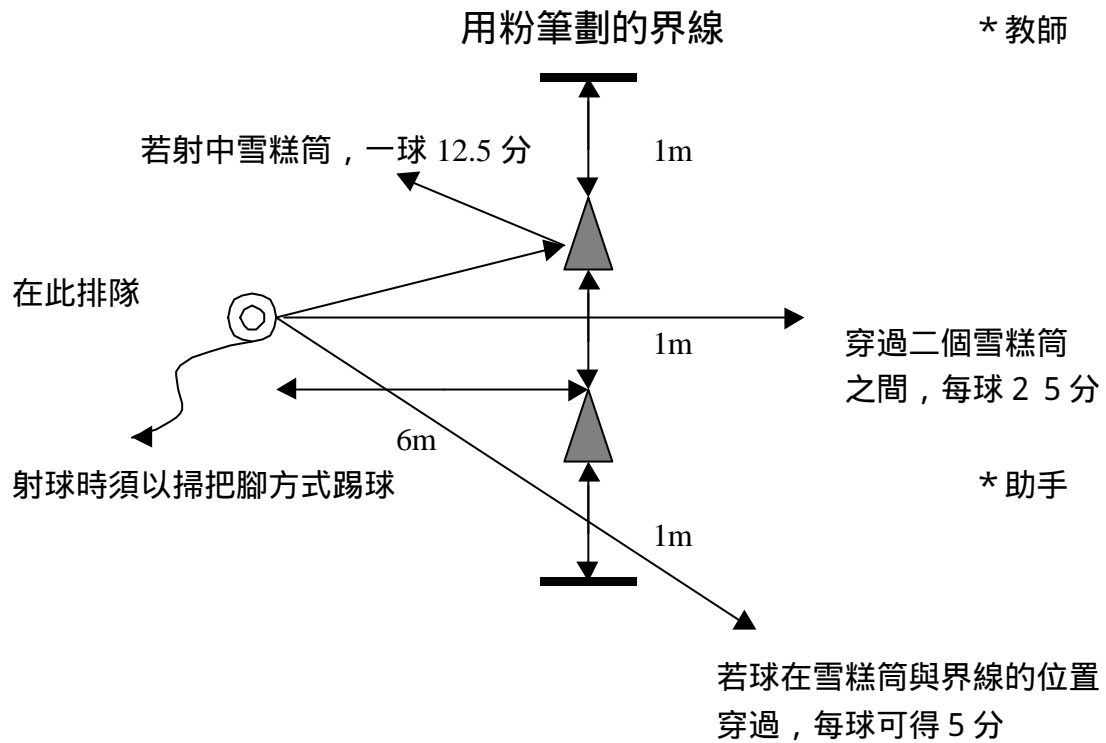 用粉筆劃的界線
＊教師
若射中雪糕筒，一球 12.5 分
1m
在此排隊
1m
穿過二個雪糕筒
之間，每球２５分
6m
射球時須以掃把腳方式踢球
＊助手
1m
若球在雪糕筒與界線的位置
穿過，每球可得５分